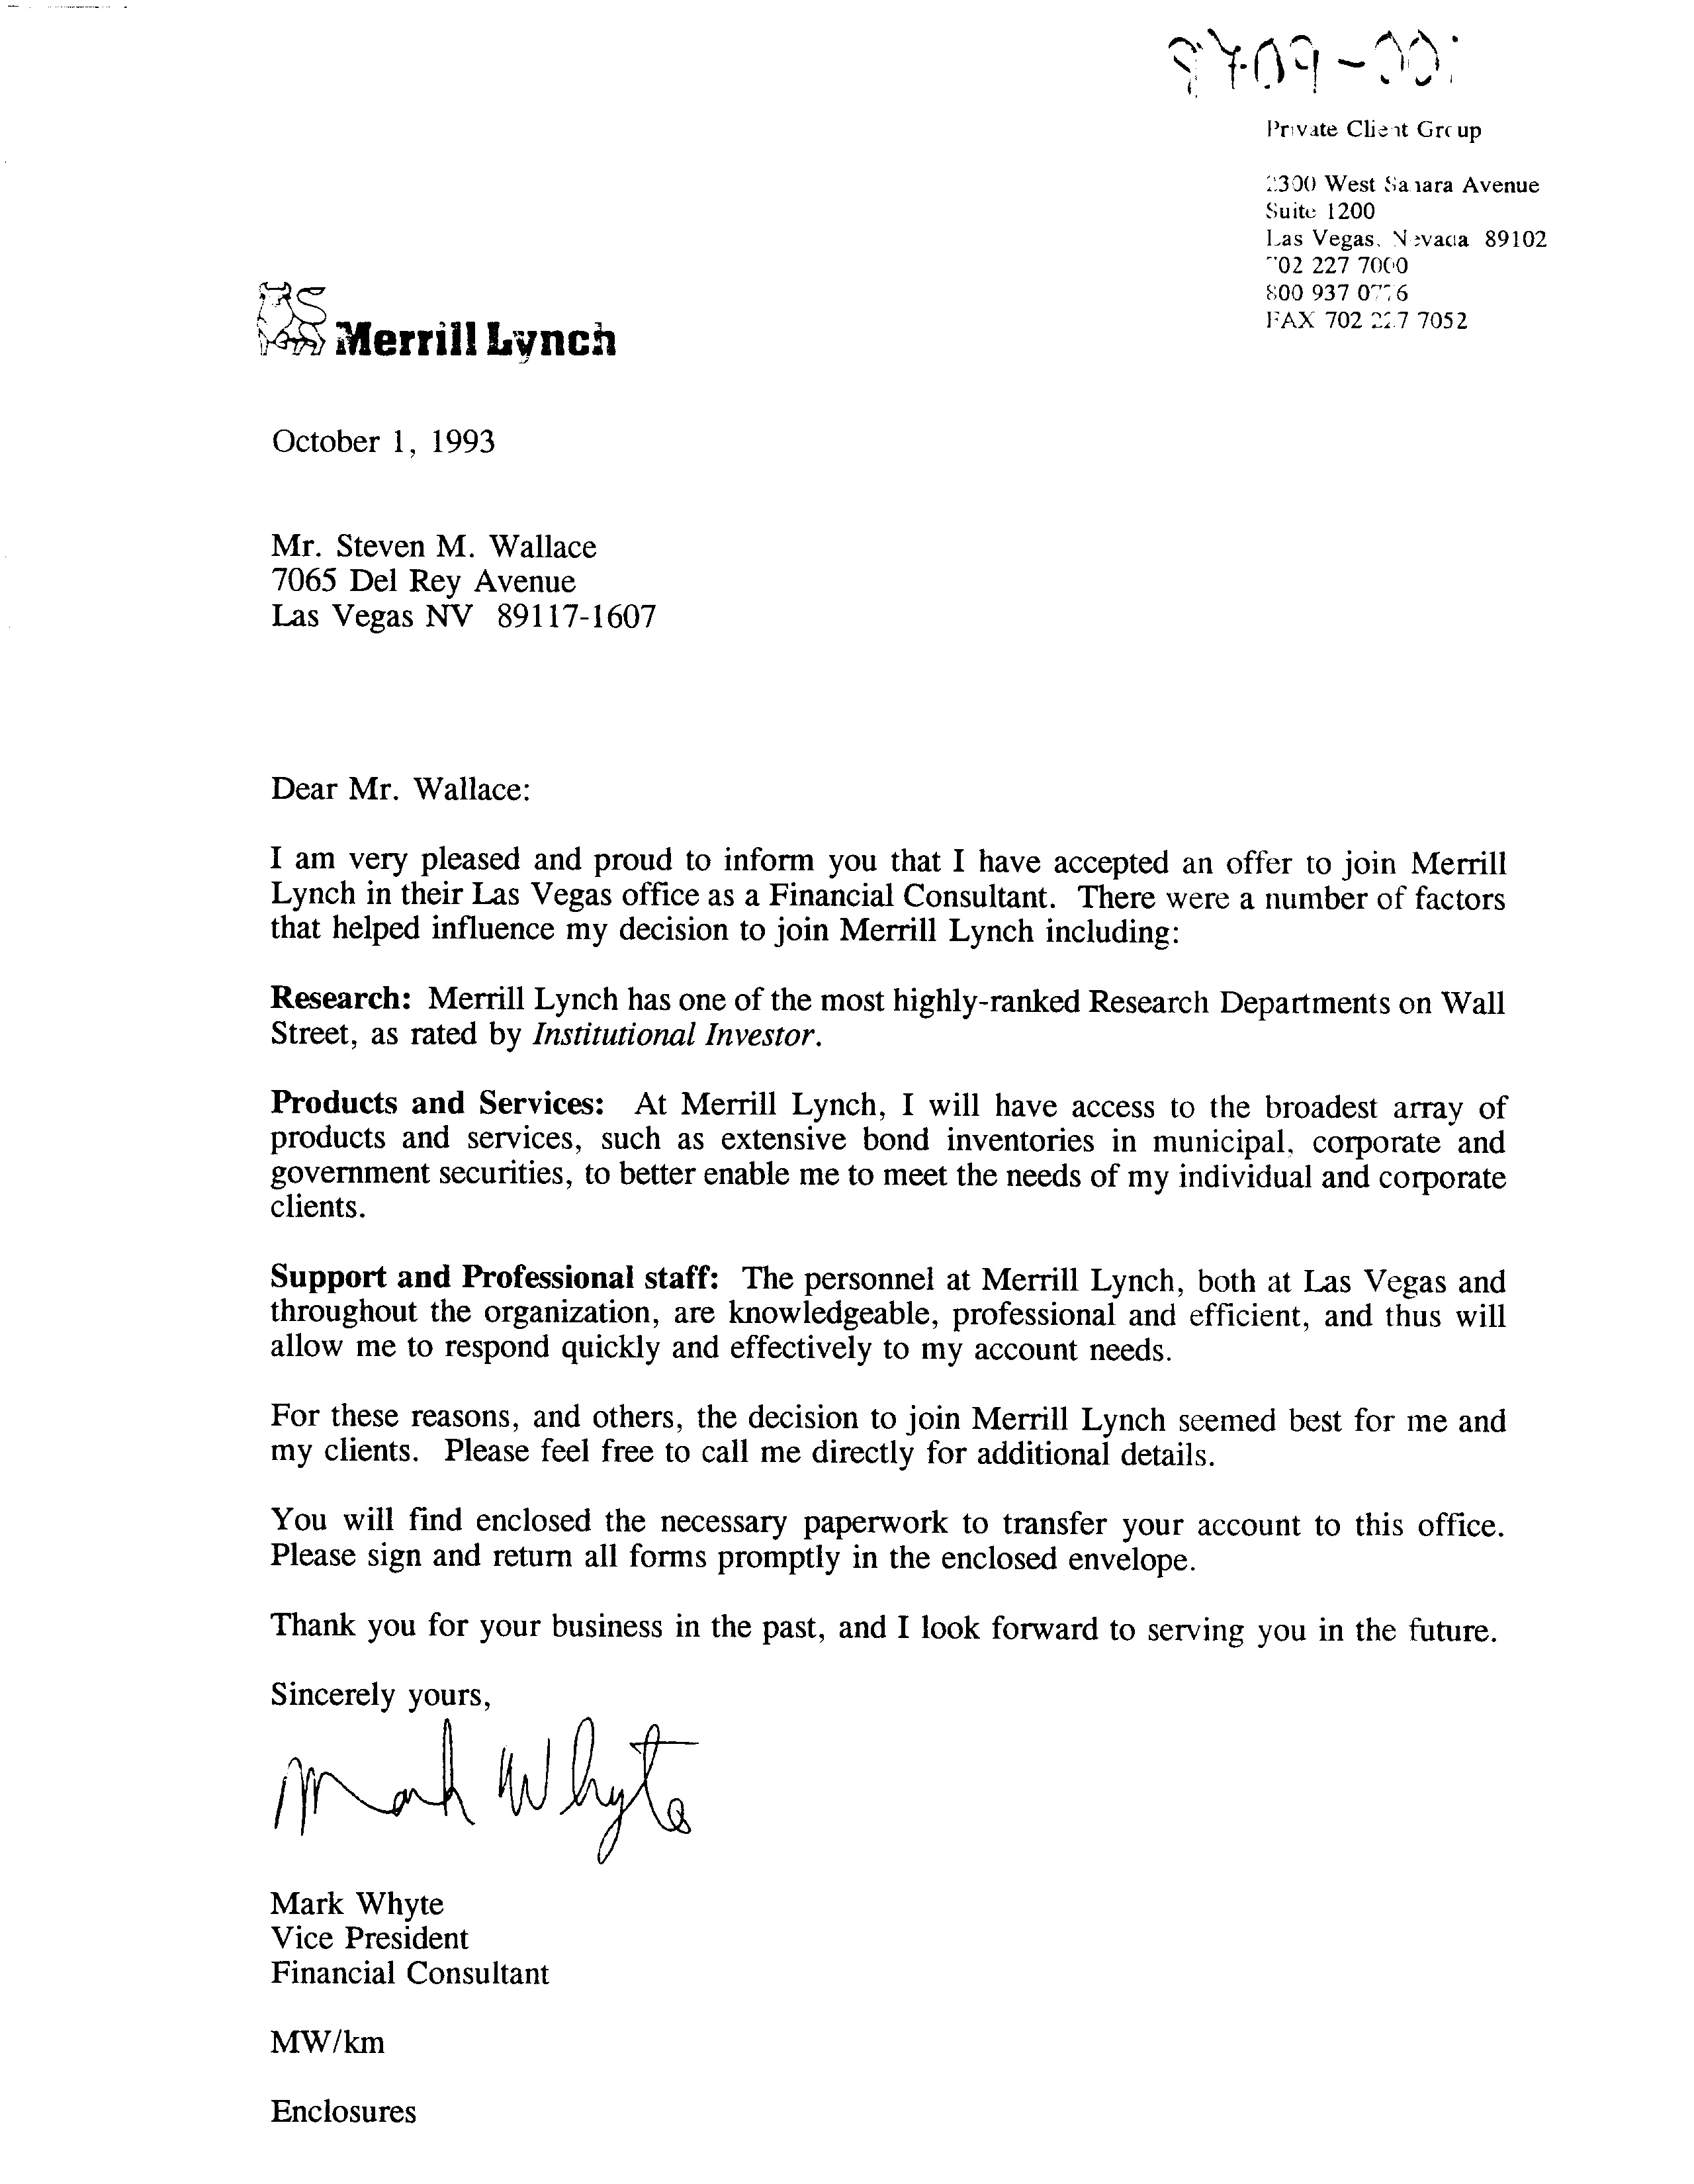 Private Client Group
2300 West Sahara Avenue
Suite 1200
Las Vegas, Nevada 89102
702 227 7000
800 937 0776
FAX 702 227 7052
Merrill Lynch
October 1, 1993
Mr. Steven M. Wallace
7065 Del Rey Avenue
Las Vegas NV 89117-1607
Dear Mr. Wallace:
I am very pleased and proud to inform you that I have accepted an offer to join Merrill
Lynch in their Las Vegas office as a Financial Consultant. There were a number of factors
that helped influence my decision to join Merrill Lynch including:
Research: Merrill Lynch has one of the most highly-ranked Research Departments on Wall
Street, as rated by Institutional Investor.
Products and Services: At Merrill Lynch, I will have access to the broadest array of
products and services, such as extensive bond inventories in municipal, corporate and
government securities, to better enable me to meet the needs of my individual and corporate
clients.
Support and Professional staff: The personnel at Merrill Lynch, both at Las Vegas and
throughout the organization, are knowledgeable, professional and efficient, and thus will
allow me to respond quickly and effectively to my account needs.
For these reasons, and others, the decision to join Merrill Lynch seemed best for me and
my clients. Please feel free to call me directly for additional details.
You will find enclosed the necessary paperwork to transfer your account to this office.
Please sign and return all forms promptly in the enclosed envelope.
Thank you for your business in the past, and I look forward to serving you in the future.
Sincerely yours,
Mark Whyte
Mark Whyte
Vice President
Financial Consultant
MW/km
Enclosures